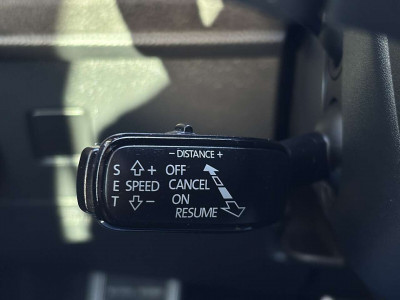 – DISTANCE +
S + OFF
E SPEED CANCEL
T – ON
RESUME